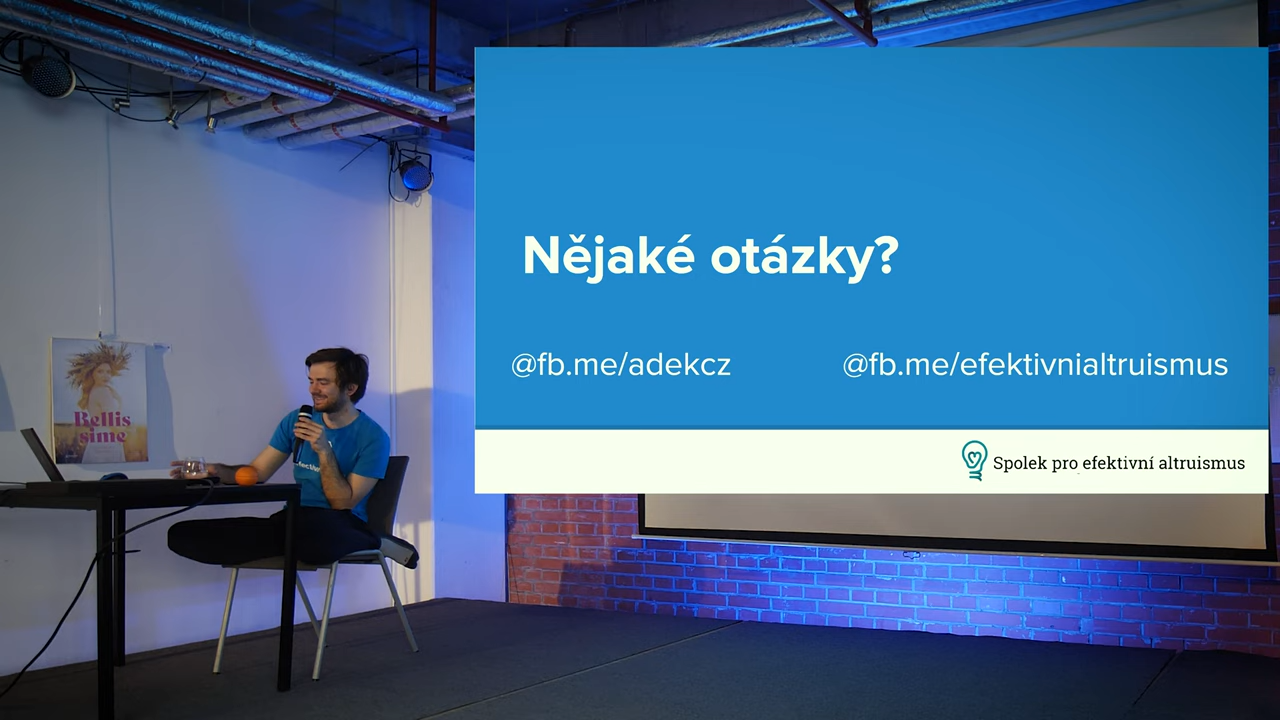 Nějaké otázky?
@fb.me/adekcz
@fb.me/efektivnialtruismus
Spolek pro efektivní altruismus
Bellis
sime